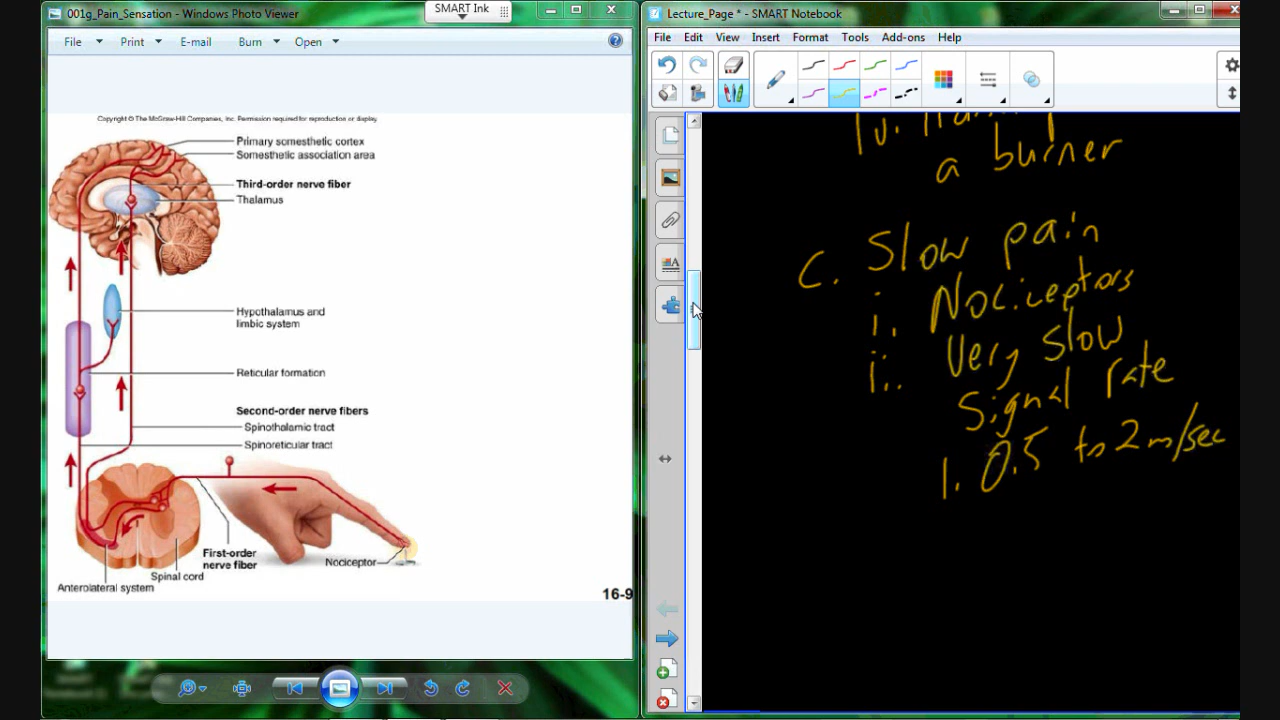 001g_Pain_Sensation - Windows Photo Viewer
SMART Ink
File Print E-mail Burn Open
Copyright © The McGraw-Hill Companies, Inc. Permission required for reproduction or display.
Primary somesthetic cortex
Somesthetic association area
Third-order nerve fiber
Thalamus
Hypothalamus and
limbic system
Reticular formation
Second-order nerve fibers
Spinothalamic tract
Spinoreticular tract
First-order
nerve fiber
Nociceptor
Spinal cord
Anterolateral system
16-9
Lecture_Page * - SMART Notebook
File Edit View Insert Format Tools Add-ons Help
iv.
a burner
C. Slow pain
i. Nociceptors
ii. Very slow
Signal rate
1. 0.5 to 2 m/sec